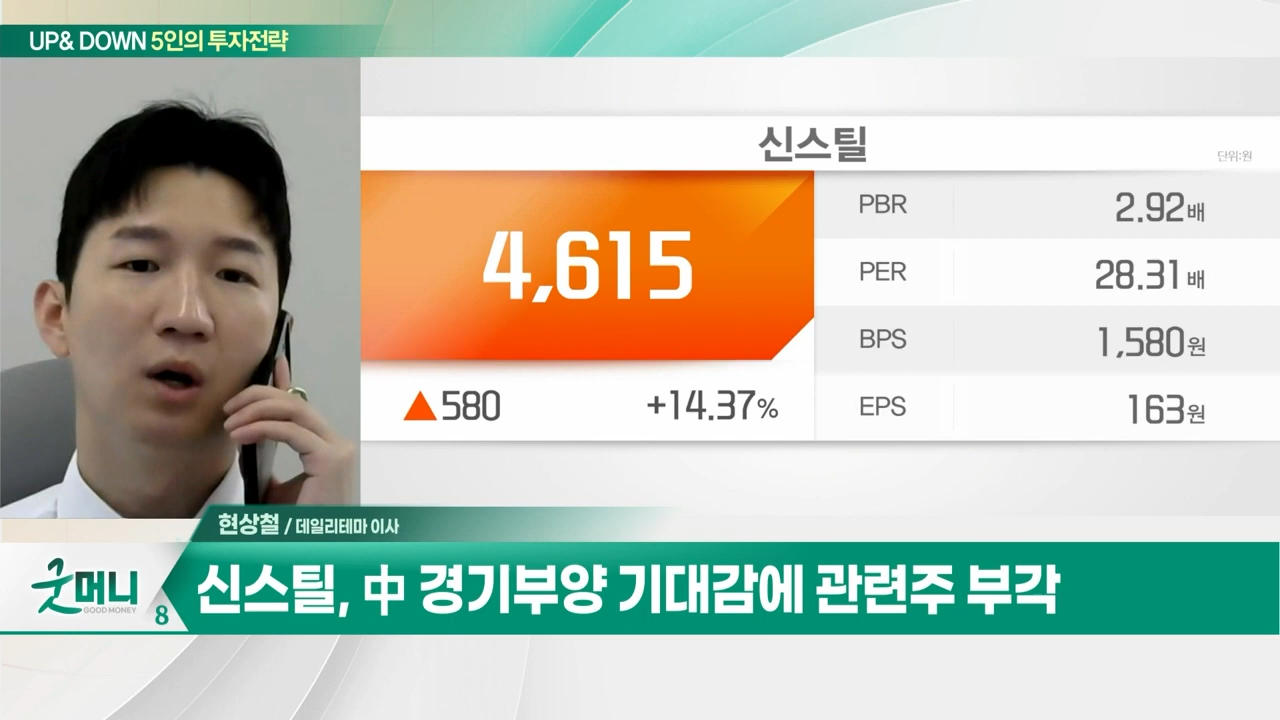 UP& DOWN 5인의 투자전략
신스틸
단위:원
4,615
▲580 +14.37%
PBR 2.92배
PER 28.31배
BPS 1,580원
EPS 163원
현상철 / 데일리테마 이사
굿머니
GOOD MONEY
8
신스틸, 中 경기부양 기대감에 관련주 부각